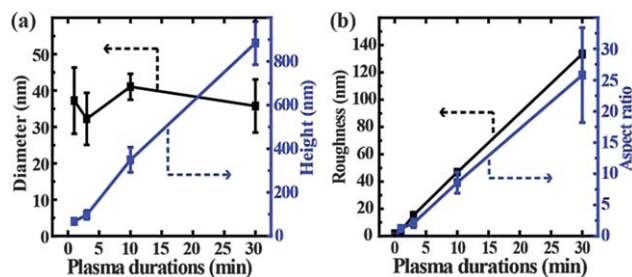 (a)
60
50
40
30
20
10
0
Diameter (nm)
800
600
400
200
0
Height (nm)
0 5 10 15 20 25 30
Plasma durations (min)
(b)
140
120
100
80
60
40
20
0
Roughness (nm)
35
30
25
20
15
10
5
0
Aspect ratio
0 5 10 15 20 25 30
Plasma durations (min)